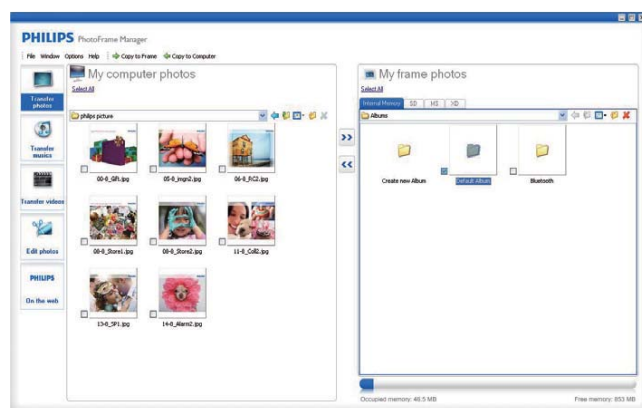 PHILIPS PhotoFrame Manager
File Window Options Help Copy to Frame Copy to Computer
My computer photos
Select All
philips picture
Transfer photos
Transfer musics
Transfer videos
Edit photos
PHILIPS
On the web
00-0_Gift.jpg
05-0_impn2.jpg
06-0_FC2.jpg
08-0_Store1.jpg
08-0_Store2.jpg
11-0_Coll2.jpg
13-0_SP1.jpg
14-0_Alarm2.jpg
My frame photos
Select All
Internal Memory SD MS XD
Albums
Create new Album
Default Album
Bluetooth
Occupied memory: 48.5 MB
Free memory: 853 MB